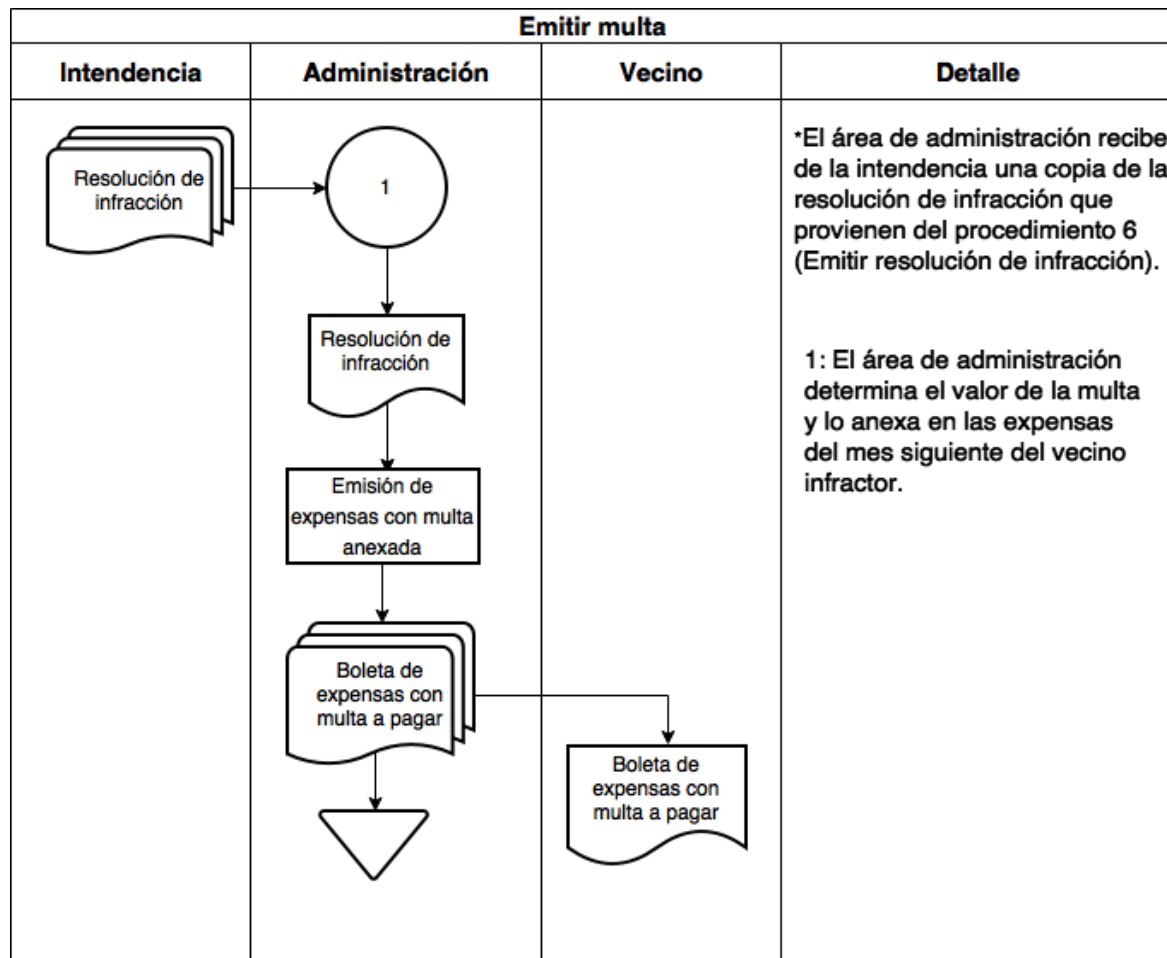 Emitir multa
Intendencia
Administración
Vecino
Detalle
Resolución de
infracción
1
Resolución de
infracción
Emisión de
expensas con multa
anexada
Boleta de
expensas con
multa a pagar
Boleta de
expensas con
multa a pagar
*El área de administración recibe
de la intendencia una copia de la
resolución de infracción que
provienen del procedimiento 6
(Emitir resolución de infracción).
1: El área de administración
determina el valor de la multa
y lo anexa en las expensas
del mes siguiente del vecino
infractor.